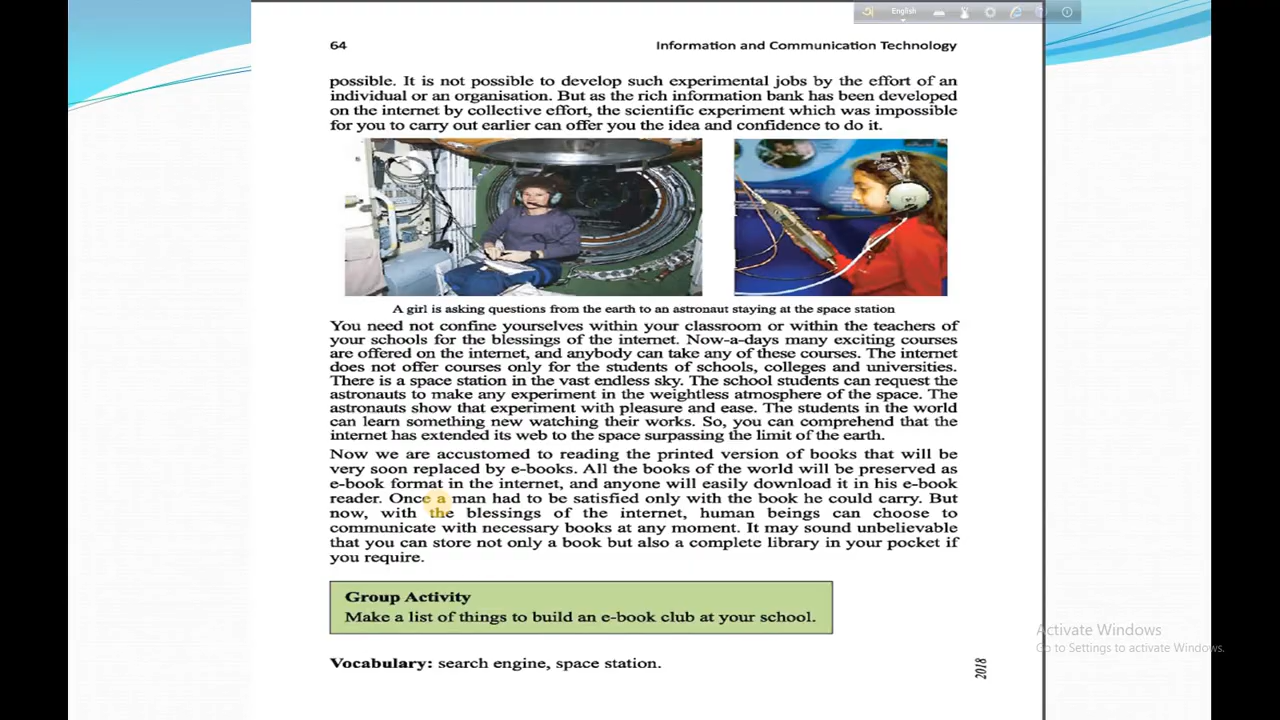 অ English
64 Information and Communication Technology
possible. It is not possible to develop such experimental jobs by the effort of an
individual or an organisation. But as the rich information bank has been developed
on the internet by collective effort, the scientific experiment which was impossible
for you to carry out earlier can offer you the idea and confidence to do it.
A girl is asking questions from the earth to an astronaut staying at the space station
You need not confine yourselves within your classroom or within the teachers of
your schools for the blessings of the internet. Now-a-days many exciting courses
are offered on the internet, and anybody can take any of these courses. The internet
does not offer courses only for the students of schools, colleges and universities.
There is a space station in the vast endless sky. The school students can request the
astronauts to make any experiment in the weightless atmosphere of the space. The
astronauts show that experiment with pleasure and ease. The students in the world
can learn something new watching their works. So, you can comprehend that the
internet has extended its web to the space surpassing the limit of the earth.
Now we are accustomed to reading the printed version of books that will be
very soon replaced by e-books. All the books of the world will be preserved as
e-book format in the internet, and anyone will easily download it in his e-book
reader. Once a man had to be satisfied only with the book he could carry. But
now, with the blessings of the internet, human beings can choose to
communicate with necessary books at any moment. It may sound unbelievable
that you can store not only a book but also a complete library in your pocket if
you require.
Group Activity
Make a list of things to build an e-book club at your school.
Vocabulary: search engine, space station.
2018
Activate Windows
Go to Settings to activate Windows.